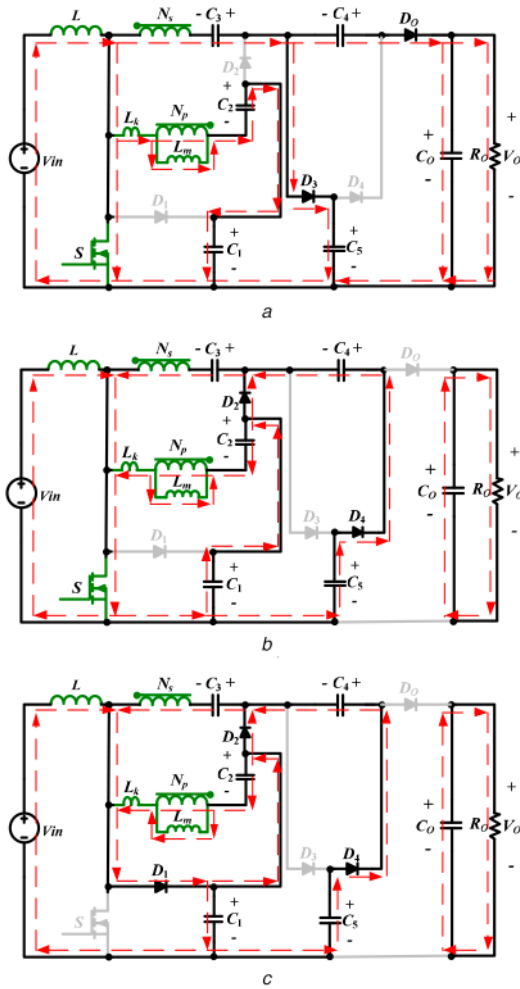 L Ns - C3 + - C4 + Do
D2
+
C2
-
Lk Np
Lm
Vin
D1
D3 D4
+ C1 -
+ C5 -
S
+ Co -
Ro
+ Vo -
a
L Ns - C3 + - C4 + Do
D2
+
C2
-
Lk Np
Lm
Vin
D1
D3 D4
+ C1 -
+ C5 -
S
+ Co -
Ro
+ Vo -
b
L Ns - C3 + - C4 + Do
D2
+
C2
-
Lk Np
Lm
Vin
D1
D3 D4
+ C1 -
+ C5 -
S
+ Co -
Ro
+ Vo -
c